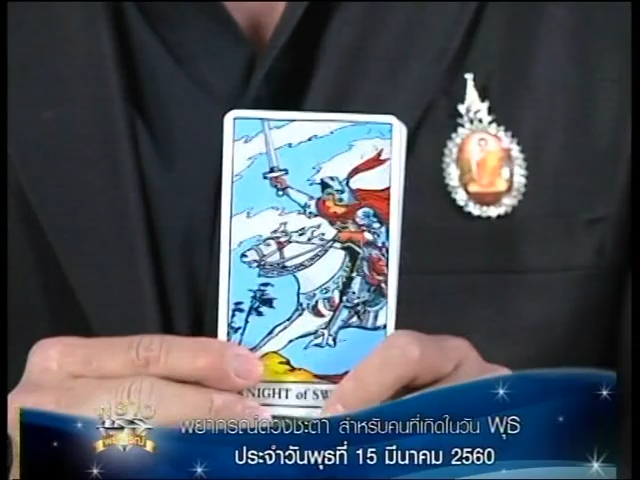 KNIGHT of SW
พยากรณ์ดวงชะตา สำหรับคนที่เกิดในวัน พุธ
ประจำวันพุธที่ 15 มีนาคม 2560